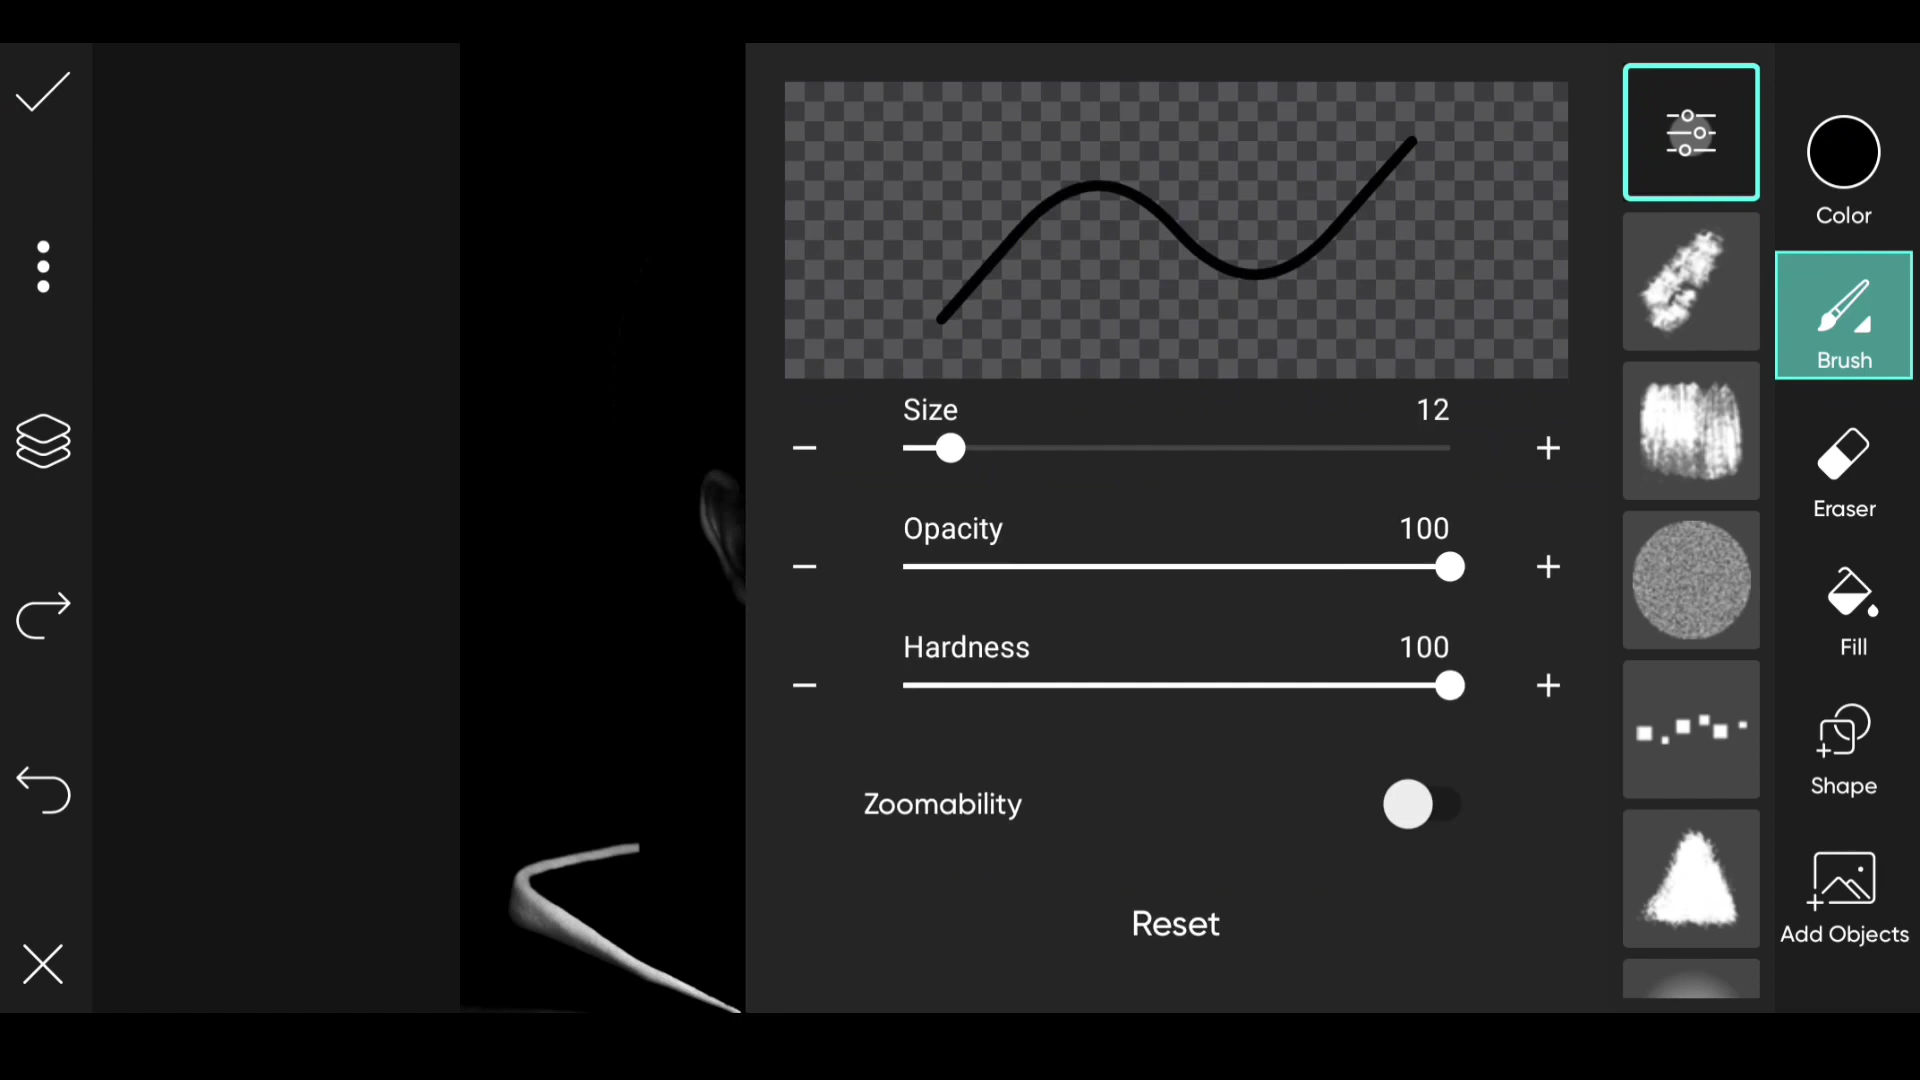 Size 12
Opacity 100
Hardness 100
Zoomability
Reset
Color
Brush
Eraser
Fill
Shape
Add Objects